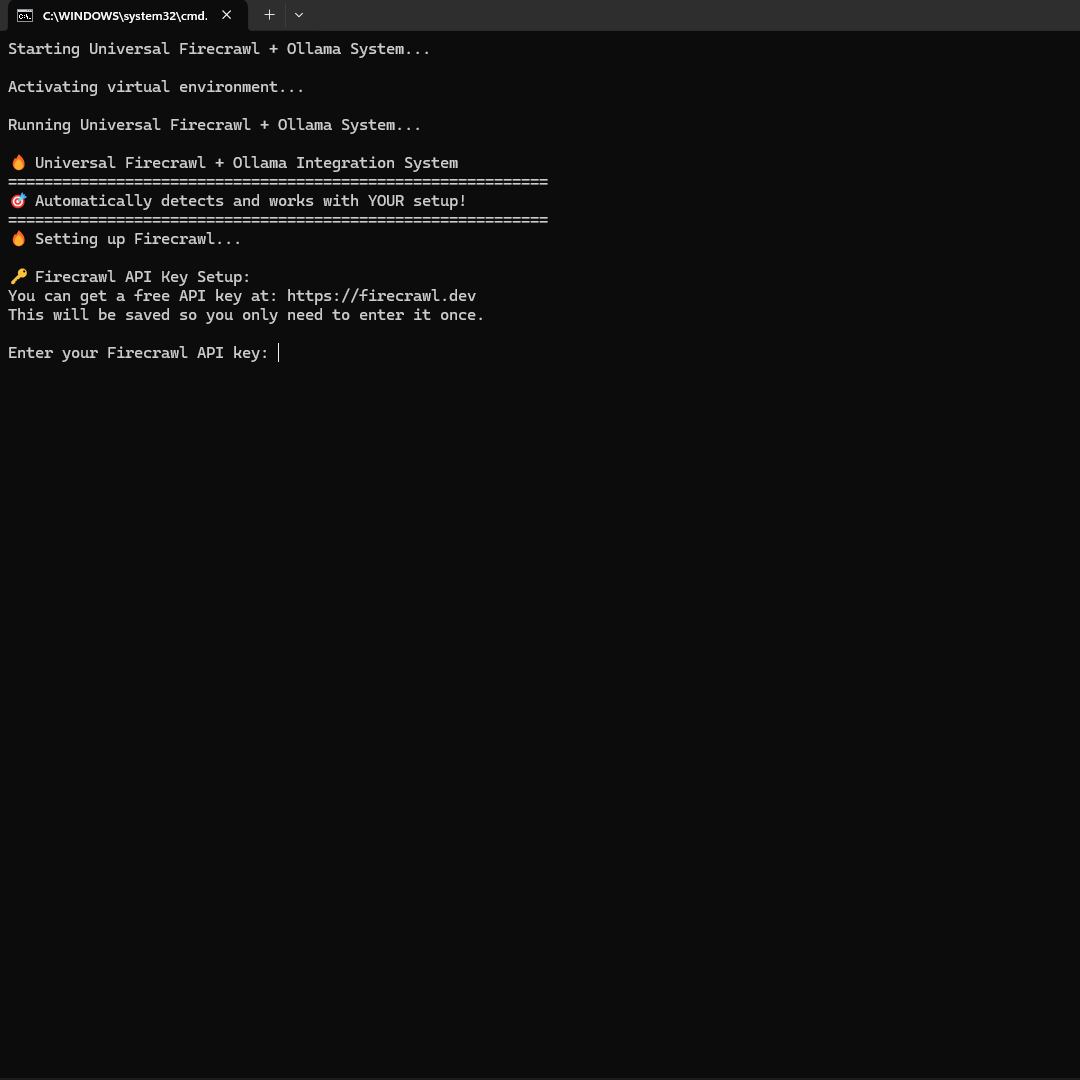 C:\WINDOWS\system32\cmd.
Starting Universal Firecrawl + Ollama System...
Activating virtual environment...
Running Universal Firecrawl + Ollama System...
🔥 Universal Firecrawl + Ollama Integration System
============================================================
🎯 Automatically detects and works with YOUR setup!
============================================================
🔥 Setting up Firecrawl...
🔑 Firecrawl API Key Setup:
You can get a free API key at: https://firecrawl.dev
This will be saved so you only need to enter it once.
Enter your Firecrawl API key: